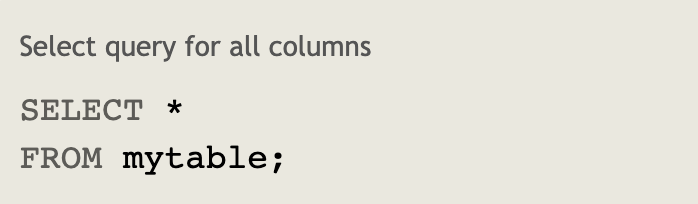 Select query for all columns
SELECT *
FROM mytable;